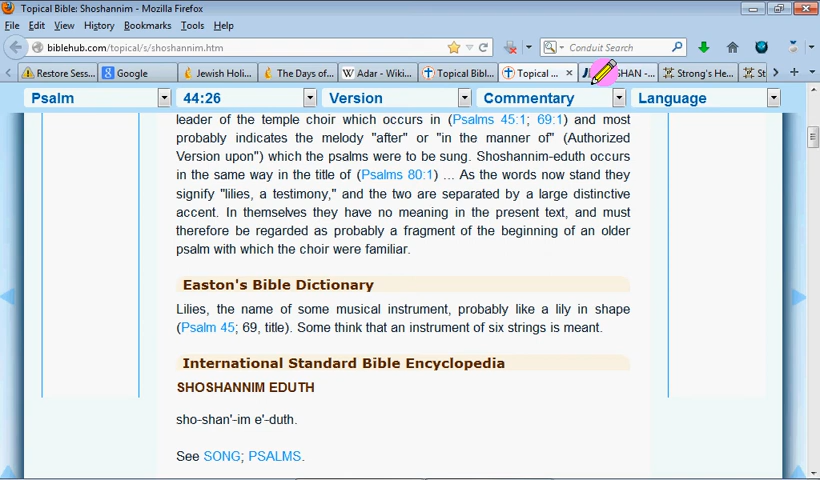 Topical Bible: Shoshannim - Mozilla Firefox
File Edit View History Bookmarks Tools Help
biblehub.com/topical/s/shoshannim.htm
Conduit Search
Restore Sess...
Google
Jewish Holi...
The Days of...
Adar - Wiki...
Topical Bibl...
Topical ...
HAN -...
Strong's He...
St
Psalm
44:26
Version
Commentary
Language
leader of the temple choir which occurs in (Psalms 45:1; 69:1) and most
probably indicates the melody "after" or "in the manner of" (Authorized
Version upon") which the psalms were to be sung. Shoshannim-eduth occurs
in the same way in the title of (Psalms 80:1) ... As the words now stand they
signify "lilies, a testimony," and the two are separated by a large distinctive
accent. In themselves they have no meaning in the present text, and must
therefore be regarded as probably a fragment of the beginning of an older
psalm with which the choir were familiar.
Easton's Bible Dictionary
Lilies, the name of some musical instrument, probably like a lily in shape
(Psalm 45; 69, title). Some think that an instrument of six strings is meant.
International Standard Bible Encyclopedia
SHOSHANNIM EDUTH
sho-shan'-im e'-duth.
See SONG; PSALMS.